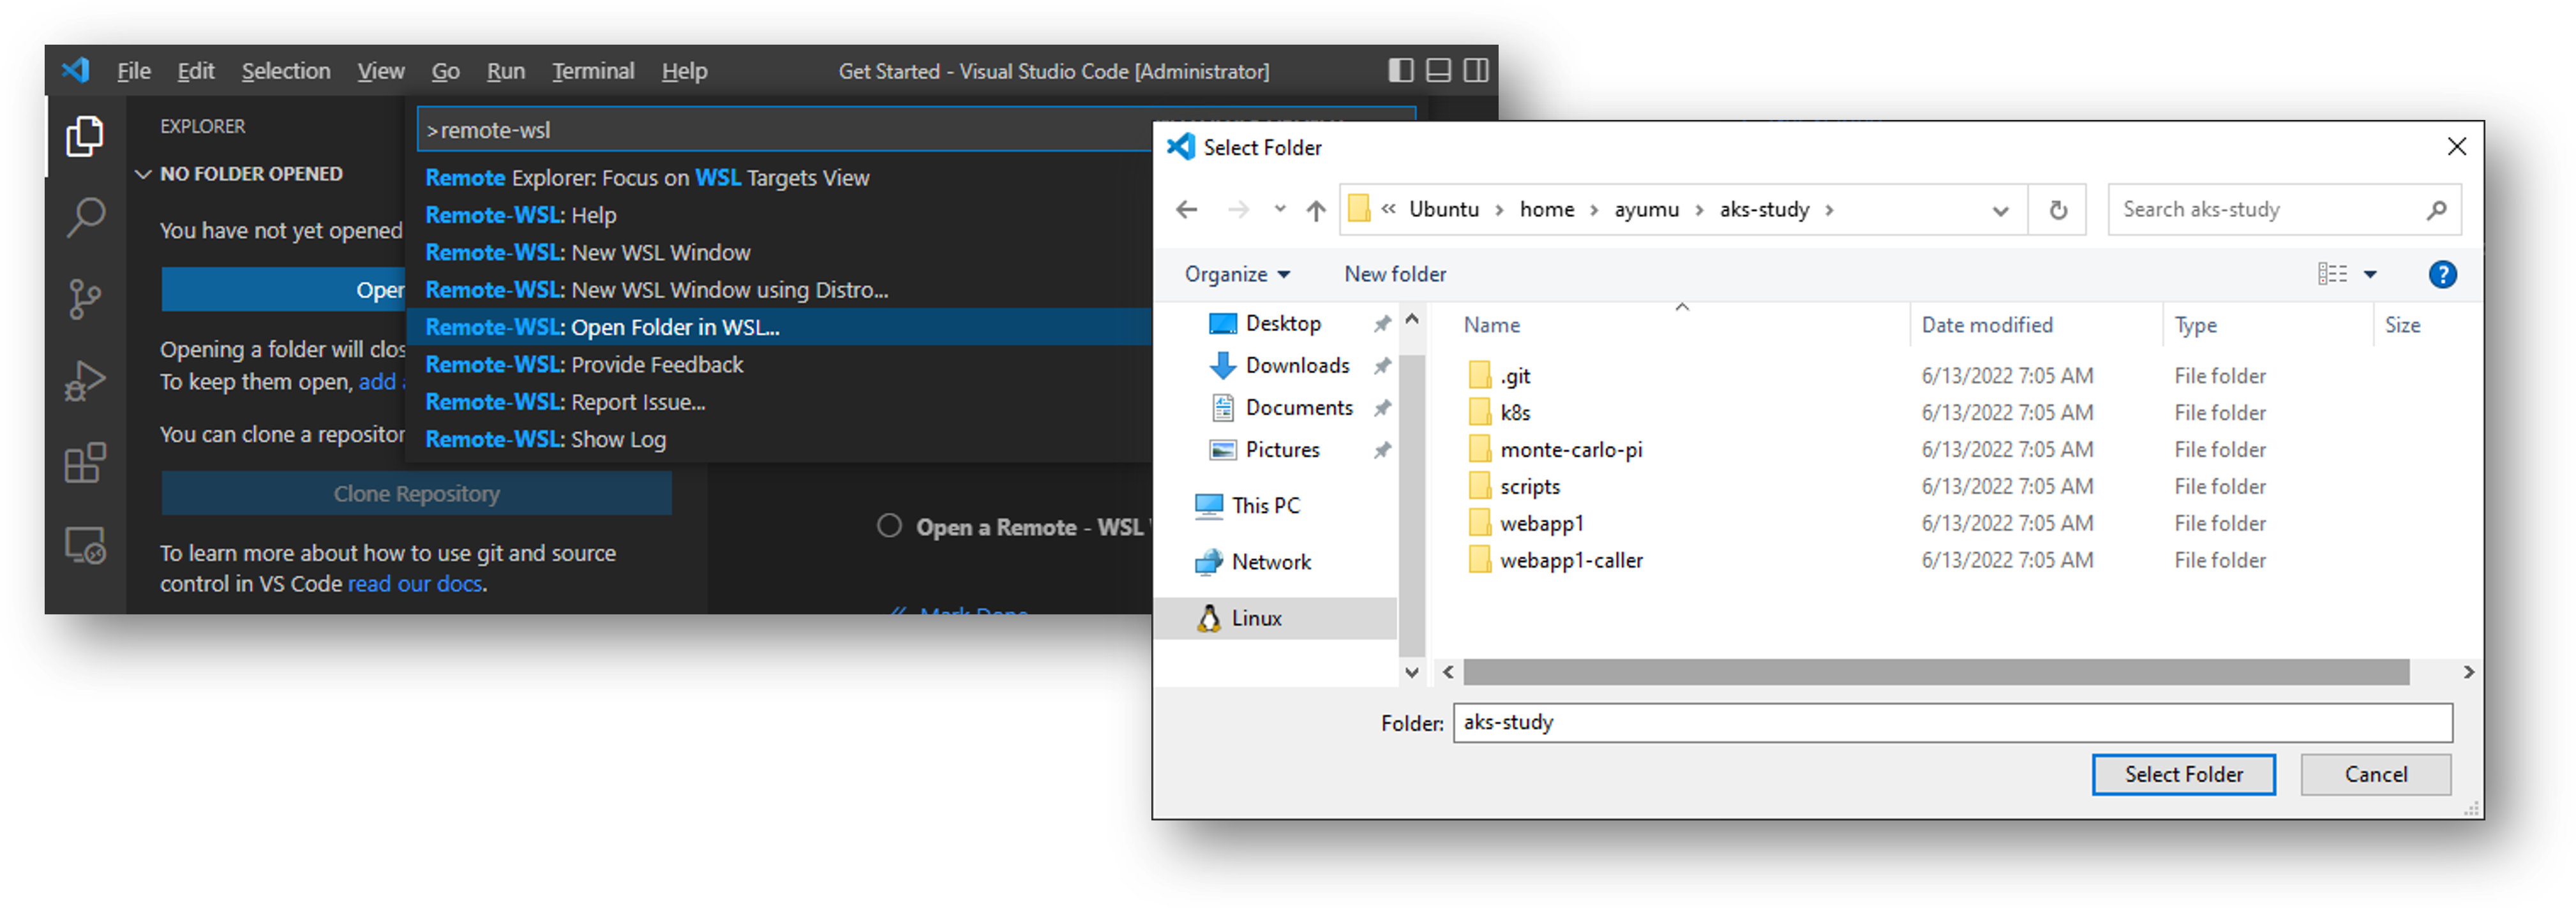 File Edit Selection View Go Run Terminal Help Get Started - Visual Studio Code [Administrator]
EXPLORER
NO FOLDER OPENED
You have not yet opened
Open
Opening a folder will clos
To keep them open, add a
You can clone a repositor
Clone Repository
To learn more about how to use git and source
control in VS Code read our docs.
>remote-wsl
Remote Explorer: Focus on WSL Targets View
Remote-WSL: Help
Remote-WSL: New WSL Window
Remote-WSL: New WSL Window using Distro...
Remote-WSL: Open Folder in WSL...
Remote-WSL: Provide Feedback
Remote-WSL: Report Issue...
Remote-WSL: Show Log
Open a Remote - WSL
Mark Done
Select Folder
« Ubuntu › home › ayumu › aks-study ›
Search aks-study
Organize New folder
Desktop
Downloads
Documents
Pictures
This PC
Network
Linux
Name Date modified Type Size
.git 6/13/2022 7:05 AM File folder
k8s 6/13/2022 7:05 AM File folder
monte-carlo-pi 6/13/2022 7:05 AM File folder
scripts 6/13/2022 7:05 AM File folder
webapp1 6/13/2022 7:05 AM File folder
webapp1-caller 6/13/2022 7:05 AM File folder
Folder: aks-study
Select Folder Cancel